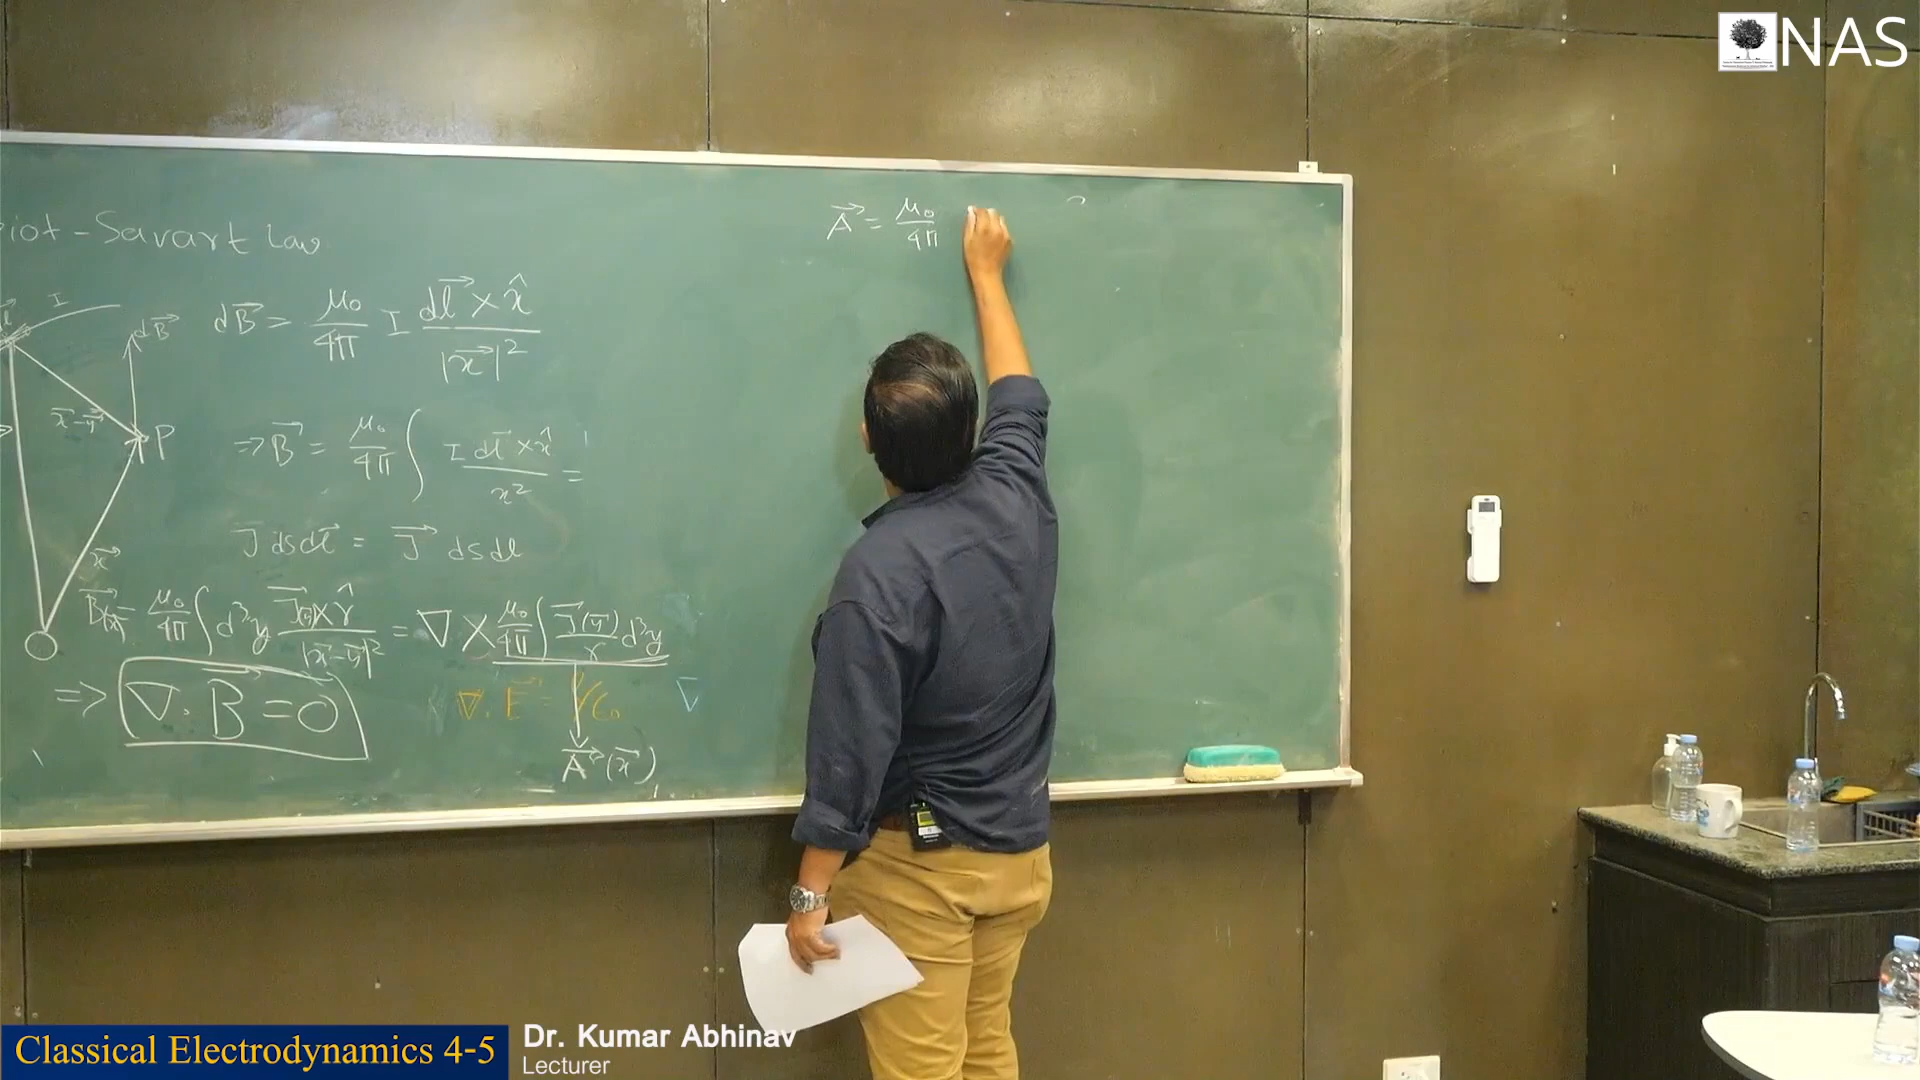 NAS
iot - Savart Law
A⃗ = μ₀/4π
I
dB⃗
dB⃗ = μ₀/4π I dl⃗ × x̂ / |x⃗|²
x⃗-y⃗
P
⇒ B⃗ = μ₀/4π ∫ I dl⃗ × x̂ / x² =
J ds dl⃗ = J⃗ ds dl
x⃗
B⃗(x⃗) = μ₀/4π ∫ d³y J⃗(y) × r̂ / |x⃗-y⃗|² = ∇ × μ₀/4π ∫ J⃗(y⃗)/r d³y
⇒ ∇ . B⃗ = 0
∇ . E⃗ = ρ/ε₀
∇
A⃗(x⃗)
Classical Electrodynamics 4-5
Dr. Kumar Abhinav
Lecturer